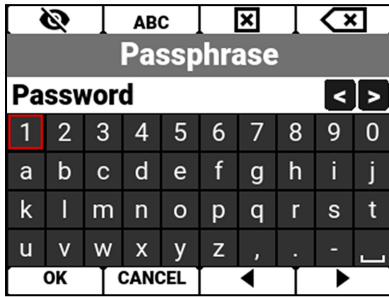 ABC
Passphrase
Password < >
1 2 3 4 5 6 7 8 9 0
a b c d e f g h i j
k l m n o p q r s t
u v w x y z , . -
OK CANCEL